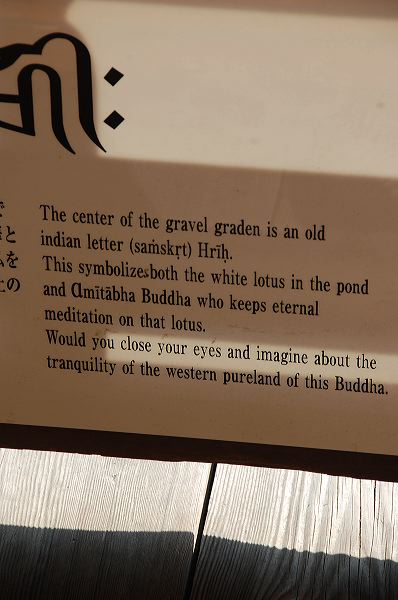 The center of the gravel graden is an old
indian letter (saṁskṛt) Hrīḥ.
This symbolizes both the white lotus in the pond
and Amītābha Buddha who keeps eternal
meditation on that lotus.
Would you close your eyes and imagine about the
tranquility of the western pureland of this Buddha.